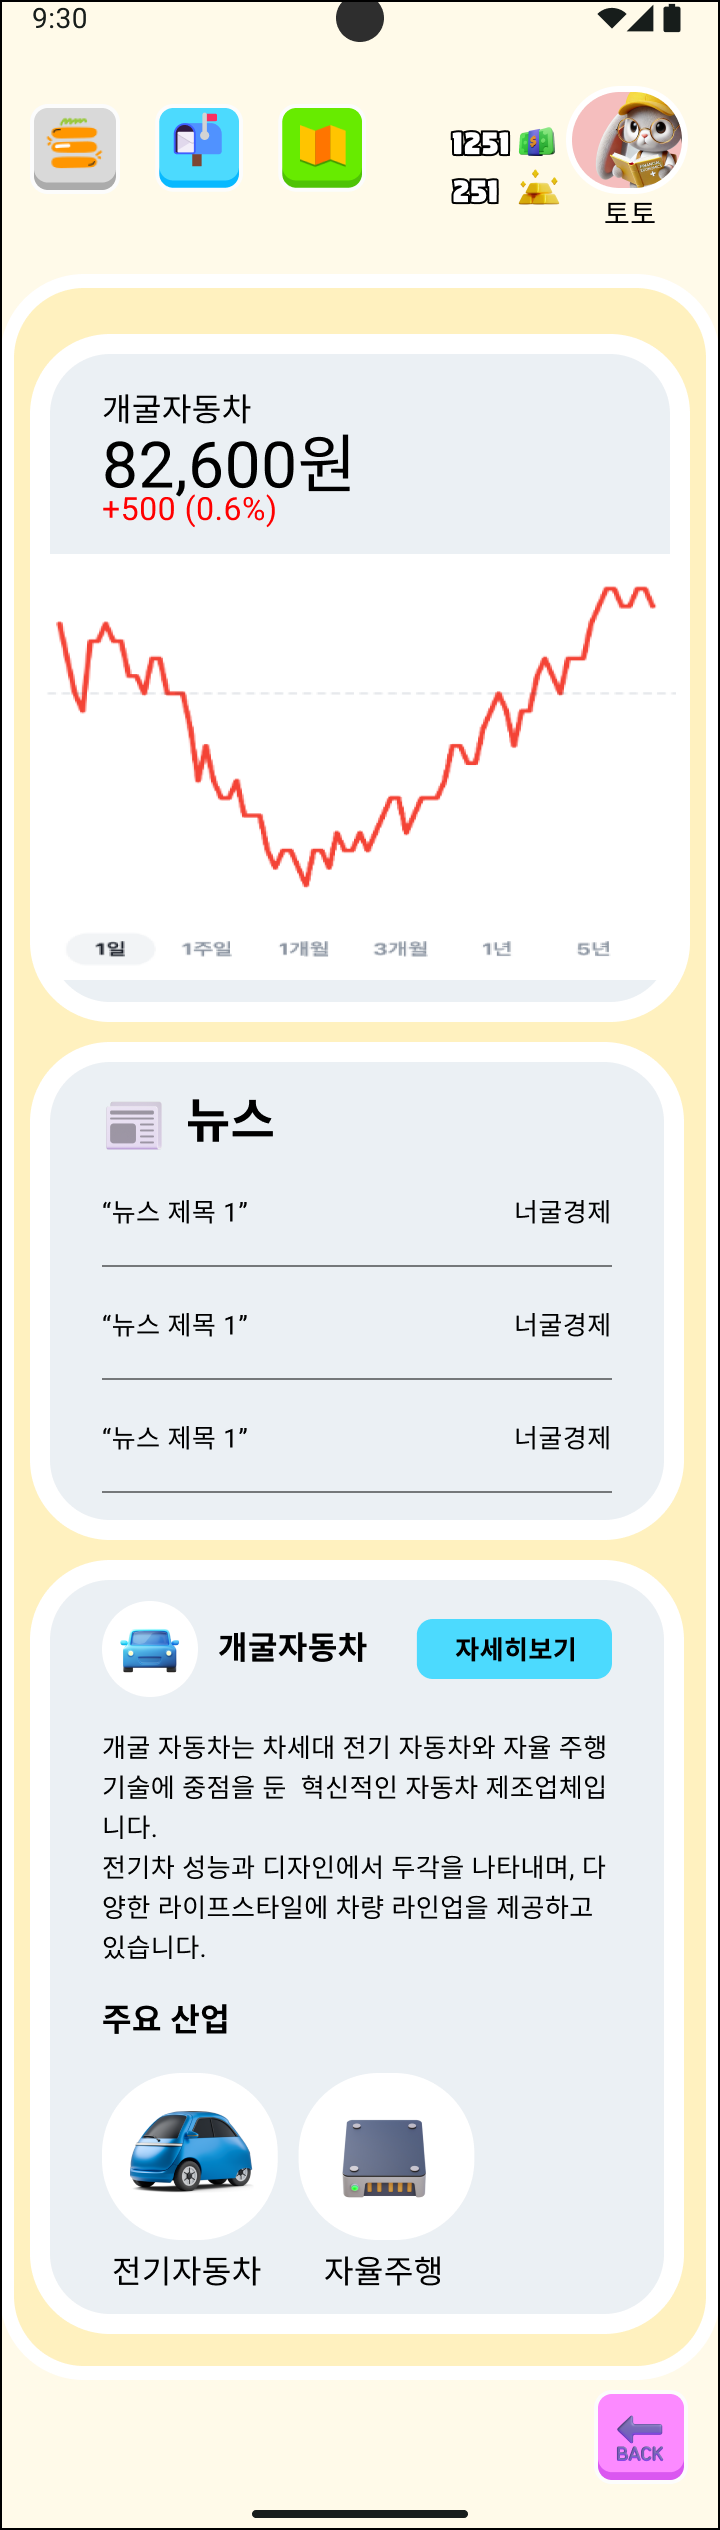 9:30
1251
251
토토
개굴자동차
82,600원
+500 (0.6%)
1일 1주일 1개월 3개월 1년 5년
뉴스
“뉴스 제목 1” 너굴경제
“뉴스 제목 1” 너굴경제
“뉴스 제목 1” 너굴경제
개굴자동차 자세히보기
개굴 자동차는 차세대 전기 자동차와 자율 주행
기술에 중점을 둔  혁신적인 자동차 제조업체입
니다.
전기차 성능과 디자인에서 두각을 나타내며, 다
양한 라이프스타일에 차량 라인업을 제공하고
있습니다.
주요 산업
전기자동차 자율주행
BACK